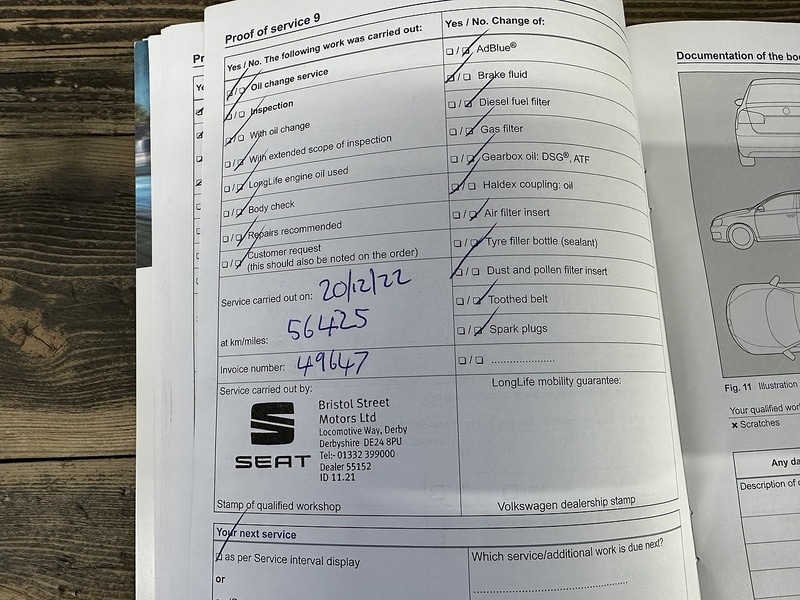 Proof of service 9
Yes / No. The following work was carried out:
Oil change service
Inspection
With oil change
With extended scope of inspection
LongLife engine oil used
Body check
Repairs recommended
Customer request
(this should also be noted on the order)
Service carried out on: 20/12/22
at km/miles: 56425
Invoice number: 49647
Service carried out by:
SEAT
Bristol Street
Motors Ltd
Locomotive Way, Derby
Derbyshire DE24 8PU
Tel:- 01332 399000
Dealer 55152
ID 11.21
Stamp of qualified workshop
Yes / No. Change of:
AdBlue®
Brake fluid
Diesel fuel filter
Gas filter
Gearbox oil: DSG®, ATF
Haldex coupling: oil
Air filter insert
Tyre filler bottle (sealant)
Dust and pollen filter insert
Toothed belt
Spark plugs
LongLife mobility guarantee:
Volkswagen dealership stamp
Your next service
as per Service interval display
or
Which service/additional work is due next?
Documentation of the
Fig. 11 Illustration
Your qualified
Scratches
Any
Description of